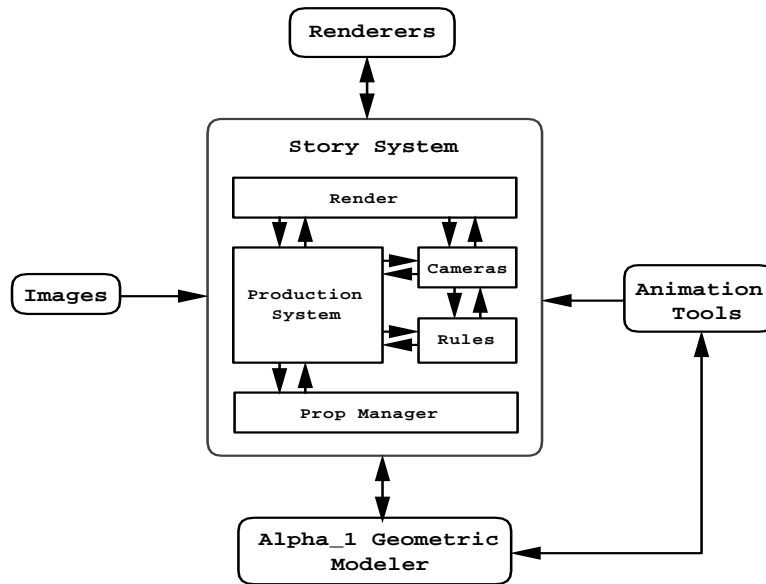 Renderers
Story System
Render
Cameras
Images
Production
System
Animation
Tools
Rules
Prop Manager
Alpha_1 Geometric
Modeler